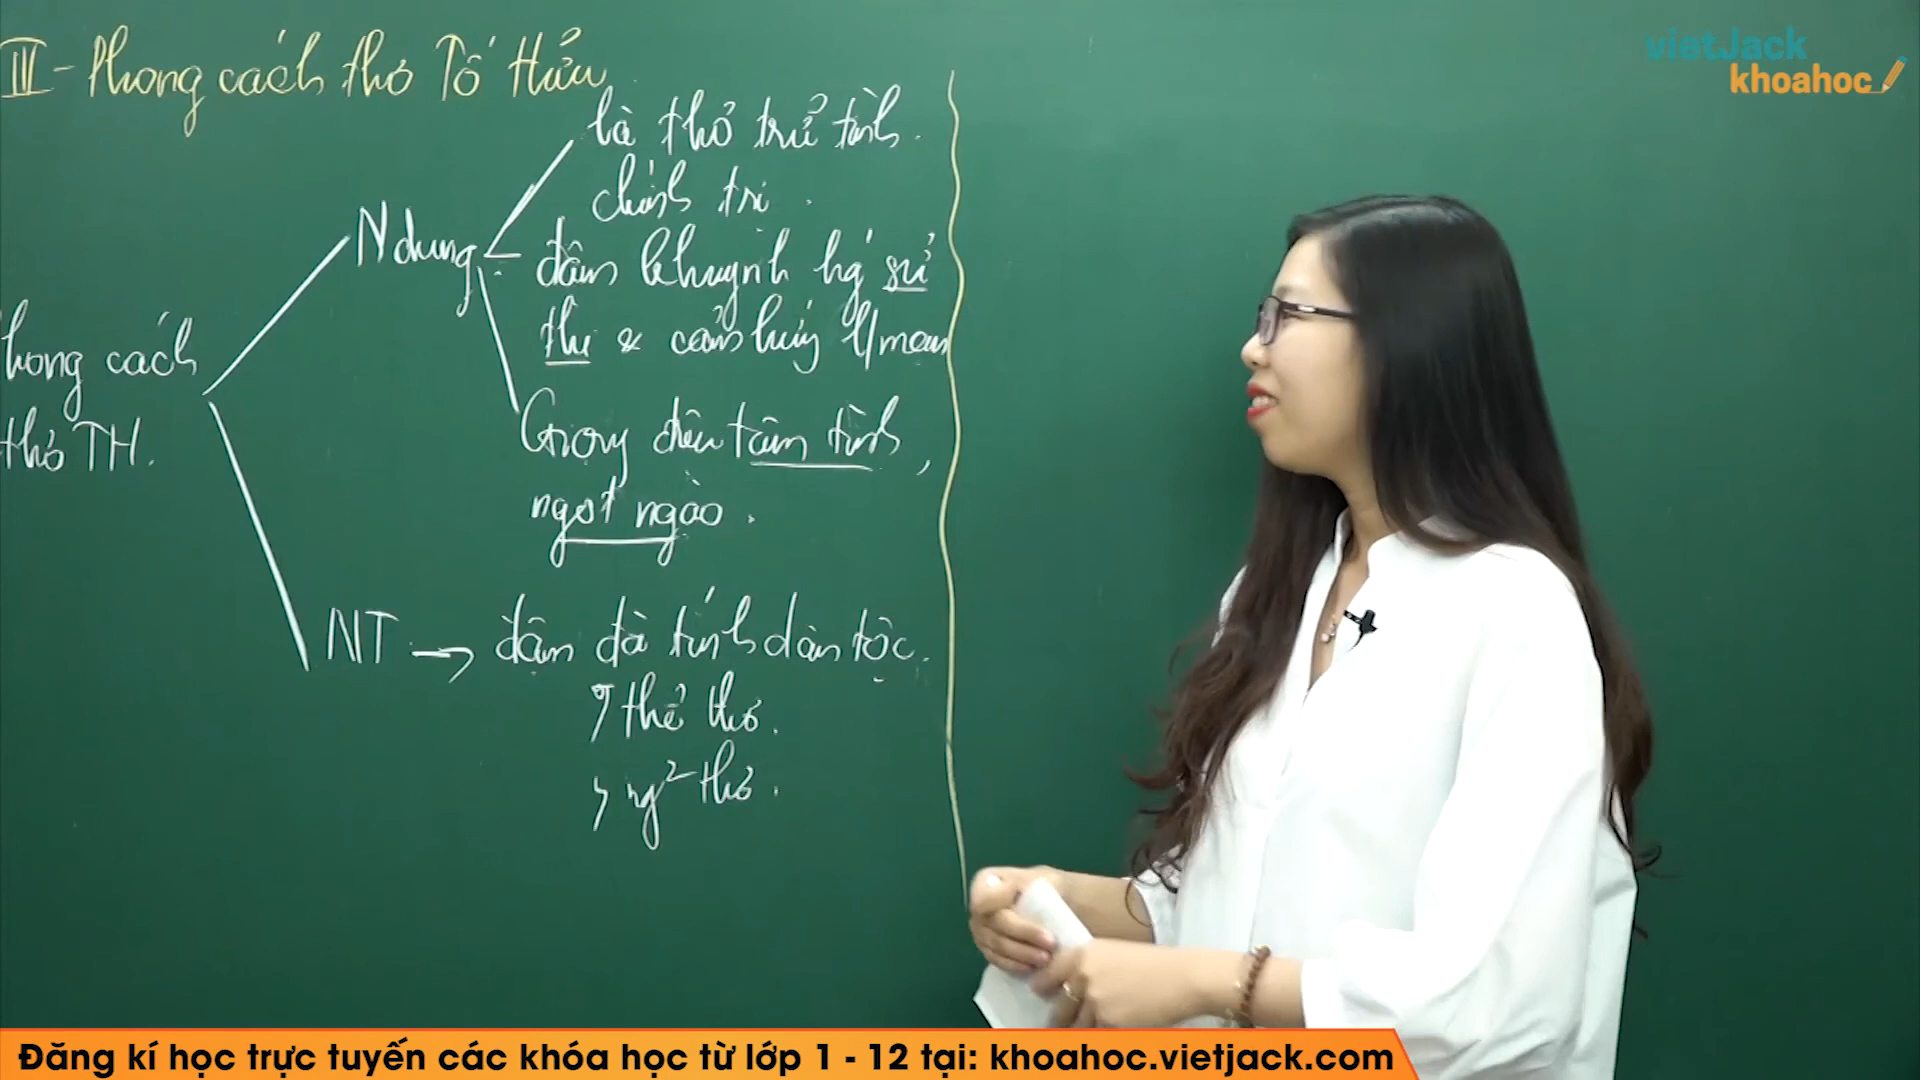 III - Phong cách thơ Tố Hữu
vietJack
khoahoc
là thơ trữ tình
chính trị.
Ndung
đậm khuynh hg sử
thi & cảm hứng l/mạn
hong cách
thơ TH.
Giọng điệu tâm tình,
ngọt ngào.
NT → đậm đà tính dân tộc.
thể thơ.
ng² thơ.
Đăng kí học trực tuyến các khóa học từ lớp 1 - 12 tại: khoahoc.vietjack.com